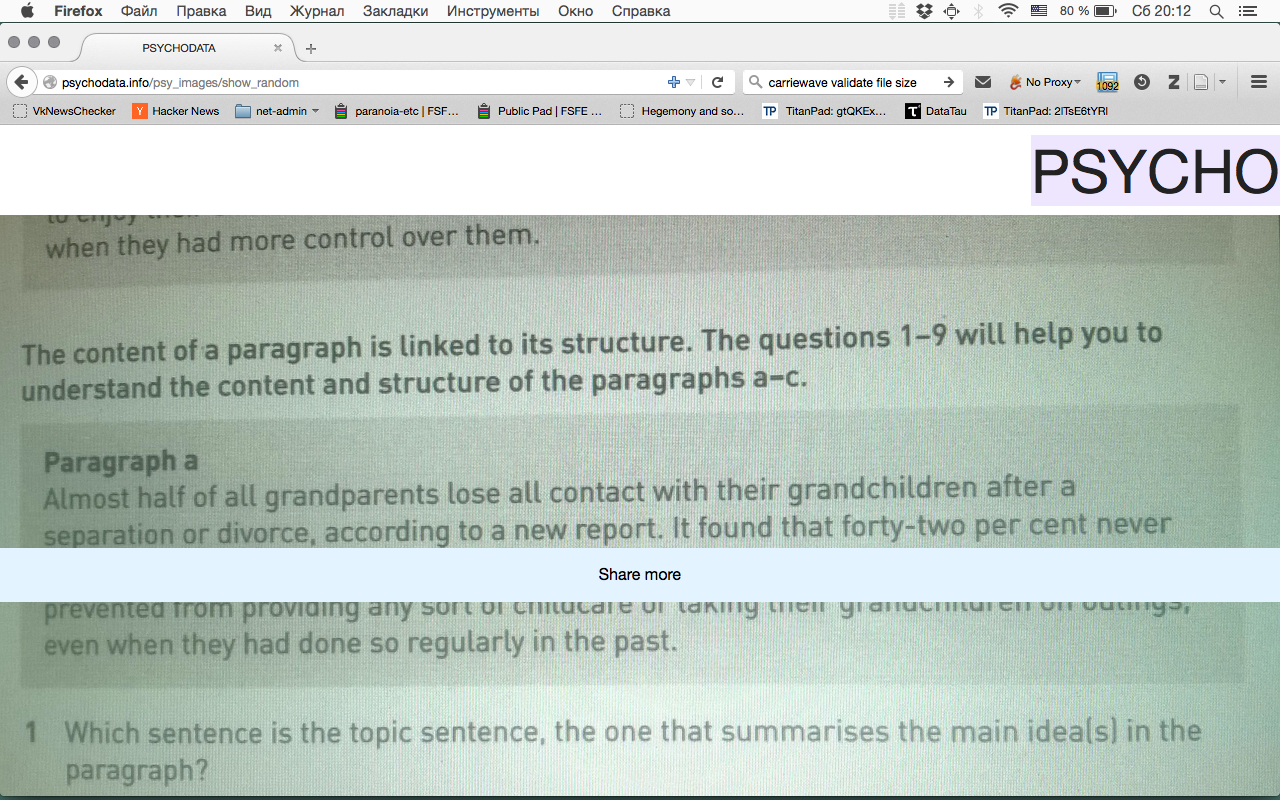 Firefox Файл Правка Вид Журнал Закладки Инструменты Окно Справка 80 % Сб 20:12
PSYCHODATA
psychodata.info/psy_images/show_random carriewave validate file size No Proxy 1092 Z
VkNewsChecker Y Hacker News net-admin paranoia-etc | FSF... Public Pad | FSFE ... Hegemony and so... TP TitanPad: gtQKEx... DataTau TP TitanPad: 2lTsE6tYRl
PSYCHO
to enjoy their
when they had more control over them.
The content of a paragraph is linked to its structure. The questions 1–9 will help you to
understand the content and structure of the paragraphs a–c.
Paragraph a
Almost half of all grandparents lose all contact with their grandchildren after a
separation or divorce, according to a new report. It found that forty-two per cent never
Share more
prevented from providing any sort of childcare or taking their grandchildren on outings,
even when they had done so regularly in the past.
1 Which sentence is the topic sentence, the one that summarises the main idea(s) in the
paragraph?